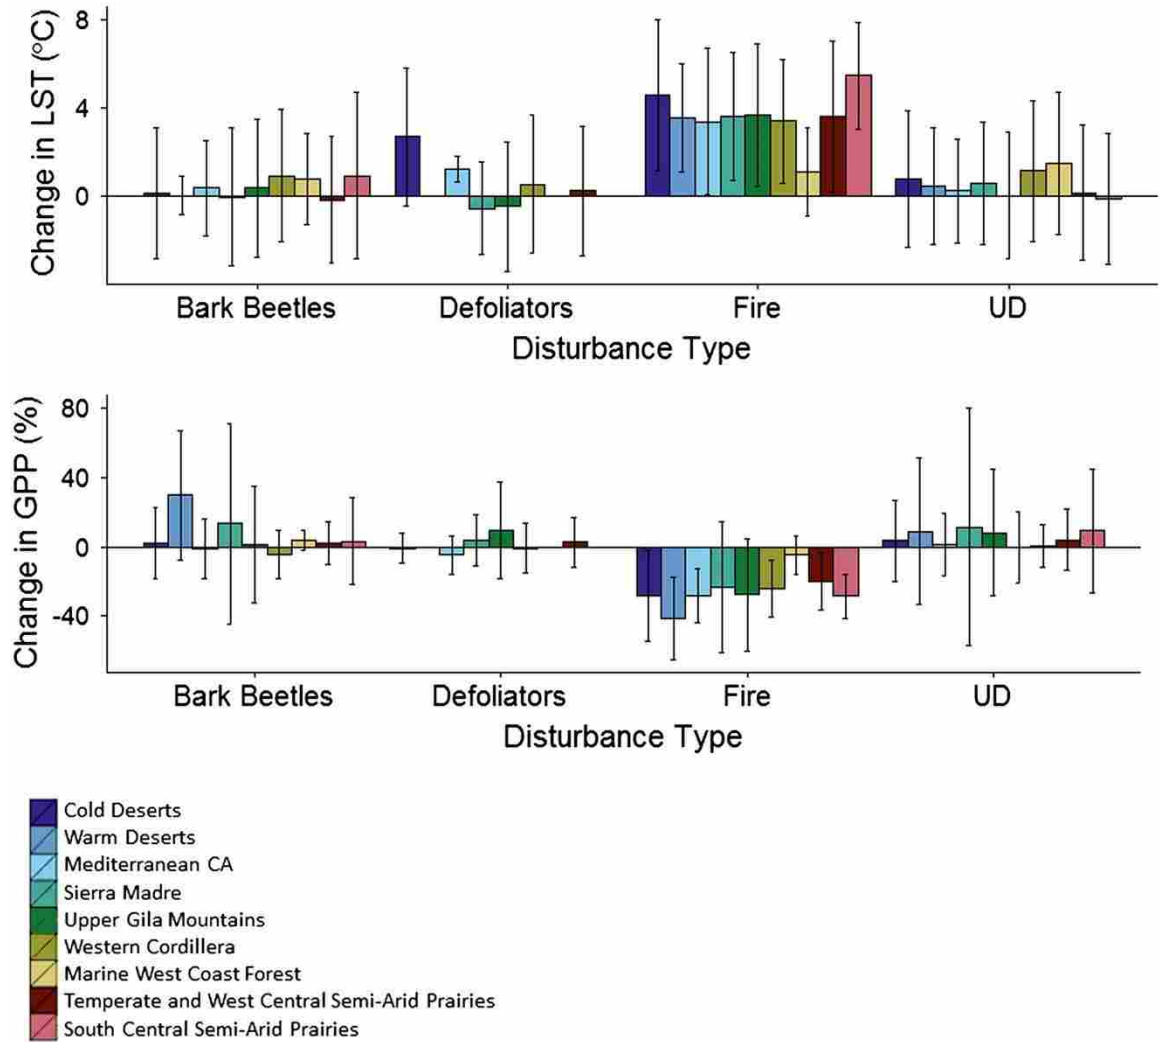 Change in LST (°C)
8
4
0
Bark Beetles Defoliators Fire UD
Disturbance Type
Change in GPP (%)
80
40
0
-40
Bark Beetles Defoliators Fire UD
Disturbance Type
Cold Deserts
Warm Deserts
Mediterranean CA
Sierra Madre
Upper Gila Mountains
Western Cordillera
Marine West Coast Forest
Temperate and West Central Semi-Arid Prairies
South Central Semi-Arid Prairies